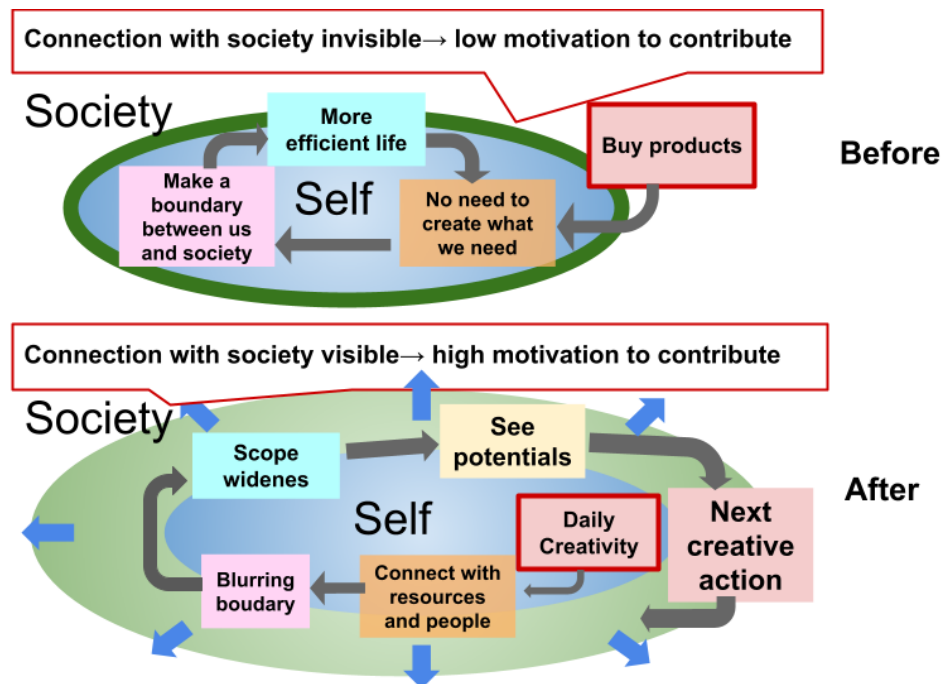 Connection with society invisible→ low motivation to contribute
Society
More
efficient life
Buy products
Before
Make a
boundary
between us
and society
Self
No need to
create what
we need
Connection with society visible→ high motivation to contribute
Society
Scope
widenes
See
potentials
After
Self
Daily
Creativity
Next
creative
action
Blurring
boudary
Connect with
resources
and people